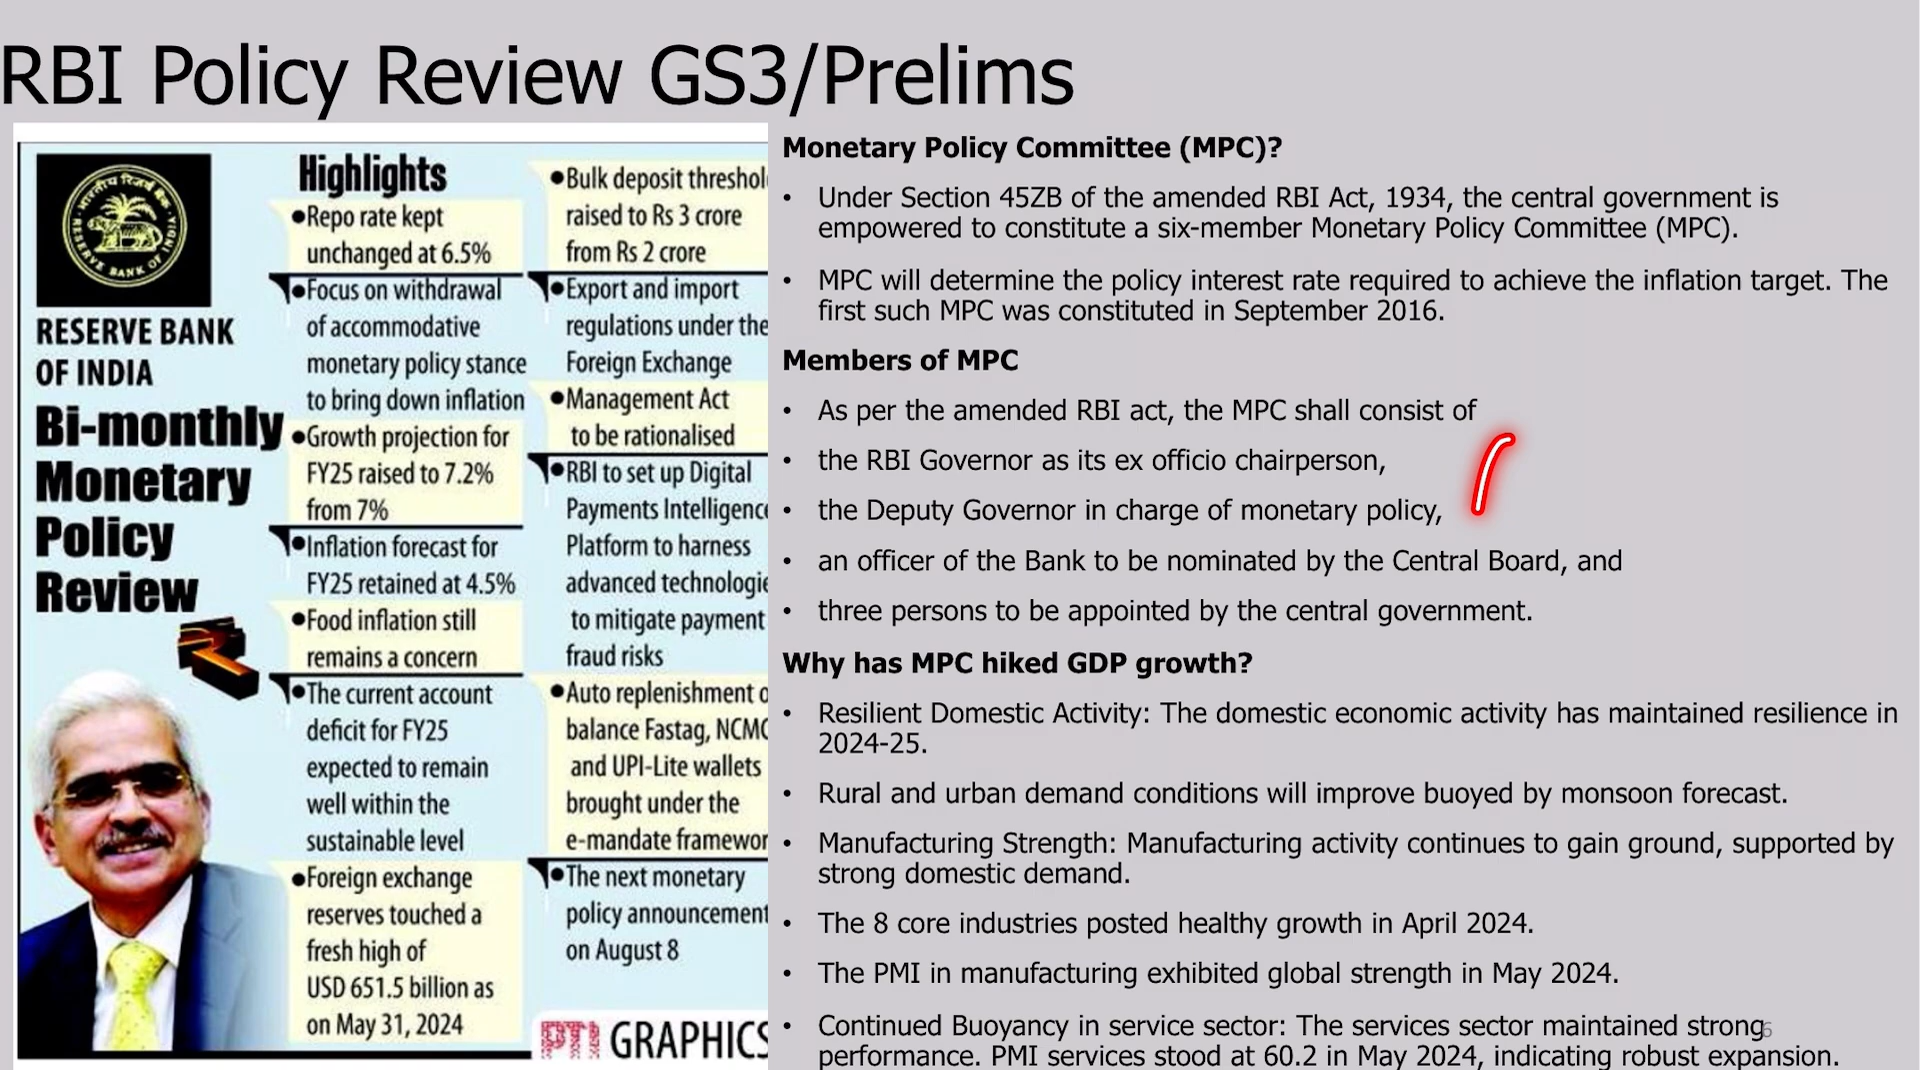 RBI Policy Review GS3/Prelims
RESERVE BANK
OF INDIA
Bi-monthly
Monetary
Policy
Review
Highlights
●Repo rate kept
unchanged at 6.5%
●Focus on withdrawal
of accommodative
monetary policy stance
to bring down inflation
●Growth projection for
FY25 raised to 7.2%
from 7%
●Inflation forecast for
FY25 retained at 4.5%
●Food inflation still
remains a concern
●The current account
deficit for FY25
expected to remain
well within the
sustainable level
●Foreign exchange
reserves touched a
fresh high of
USD 651.5 billion as
on May 31, 2024
●Bulk deposit threshol
raised to Rs 3 crore
from Rs 2 crore
●Export and import
regulations under the
Foreign Exchange
●Management Act
to be rationalised
●RBI to set up Digital
Payments Intelligence
Platform to harness
advanced technologie
to mitigate payment
fraud risks
●Auto replenishment o
balance Fastag, NCMC
and UPI-Lite wallets
brought under the
e-mandate framewor
●The next monetary
policy announcement
on August 8
PTI GRAPHICS
Monetary Policy Committee (MPC)?
• Under Section 45ZB of the amended RBI Act, 1934, the central government is
empowered to constitute a six-member Monetary Policy Committee (MPC).
• MPC will determine the policy interest rate required to achieve the inflation target. The
first such MPC was constituted in September 2016.
Members of MPC
• As per the amended RBI act, the MPC shall consist of
• the RBI Governor as its ex officio chairperson,
• the Deputy Governor in charge of monetary policy,
• an officer of the Bank to be nominated by the Central Board, and
• three persons to be appointed by the central government.
Why has MPC hiked GDP growth?
• Resilient Domestic Activity: The domestic economic activity has maintained resilience in
2024-25.
• Rural and urban demand conditions will improve buoyed by monsoon forecast.
• Manufacturing Strength: Manufacturing activity continues to gain ground, supported by
strong domestic demand.
• The 8 core industries posted healthy growth in April 2024.
• The PMI in manufacturing exhibited global strength in May 2024.
• Continued Buoyancy in service sector: The services sector maintained strong
performance. PMI services stood at 60.2 in May 2024, indicating robust expansion.
6